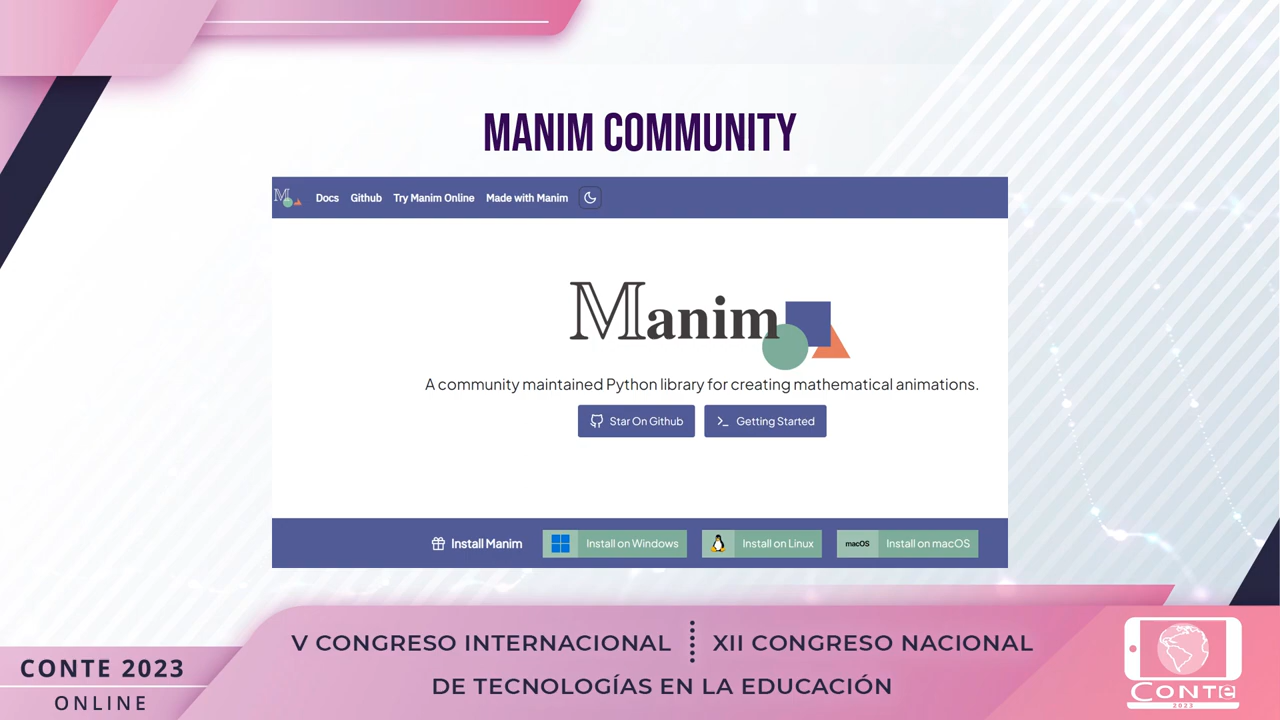 MANIM COMMUNITY
M
Docs Github Try Manim Online Made with Manim
Manim
A community maintained Python library for creating mathematical animations.
Star On Github Getting Started
Install Manim Install on Windows Install on Linux macOS Install on macOS
V CONGRESO INTERNACIONAL XII CONGRESO NACIONAL
DE TECNOLOGÍAS EN LA EDUCACIÓN
CONTE 2023
ONLINE
CONTE
2023